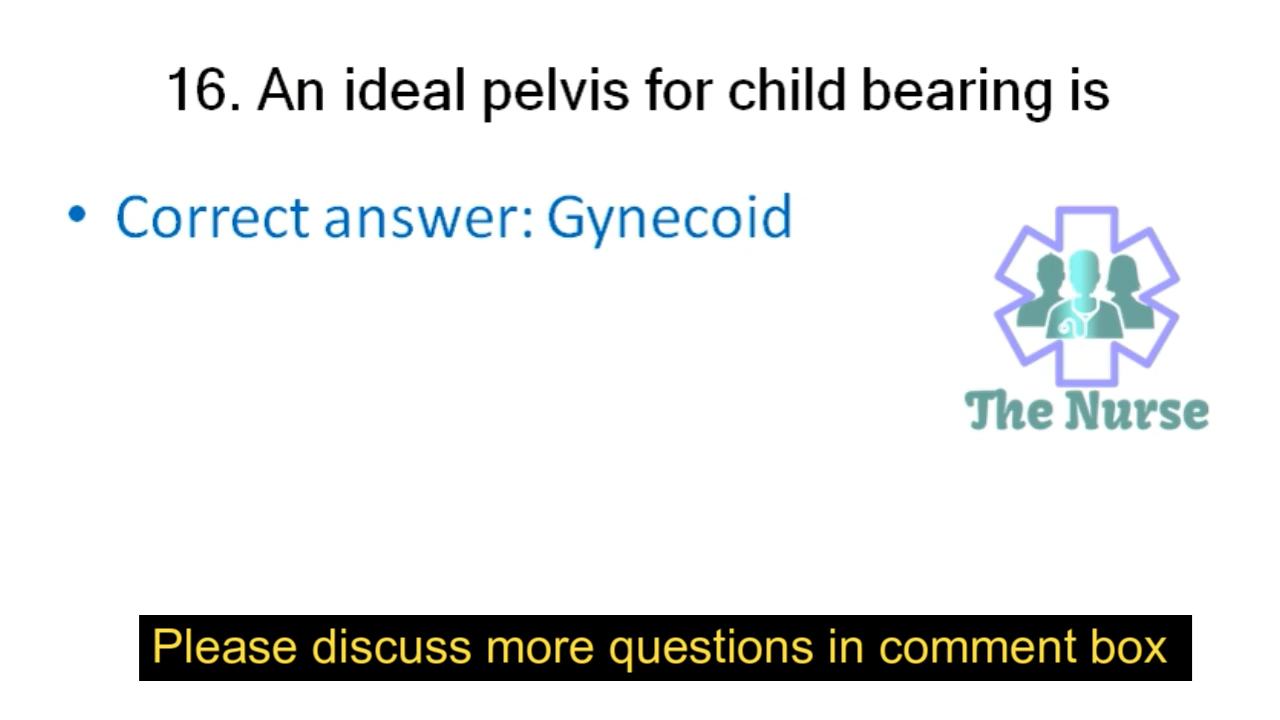 16. An ideal pelvis for child bearing is
• Correct answer: Gynecoid
The Nurse
Please discuss more questions in comment box